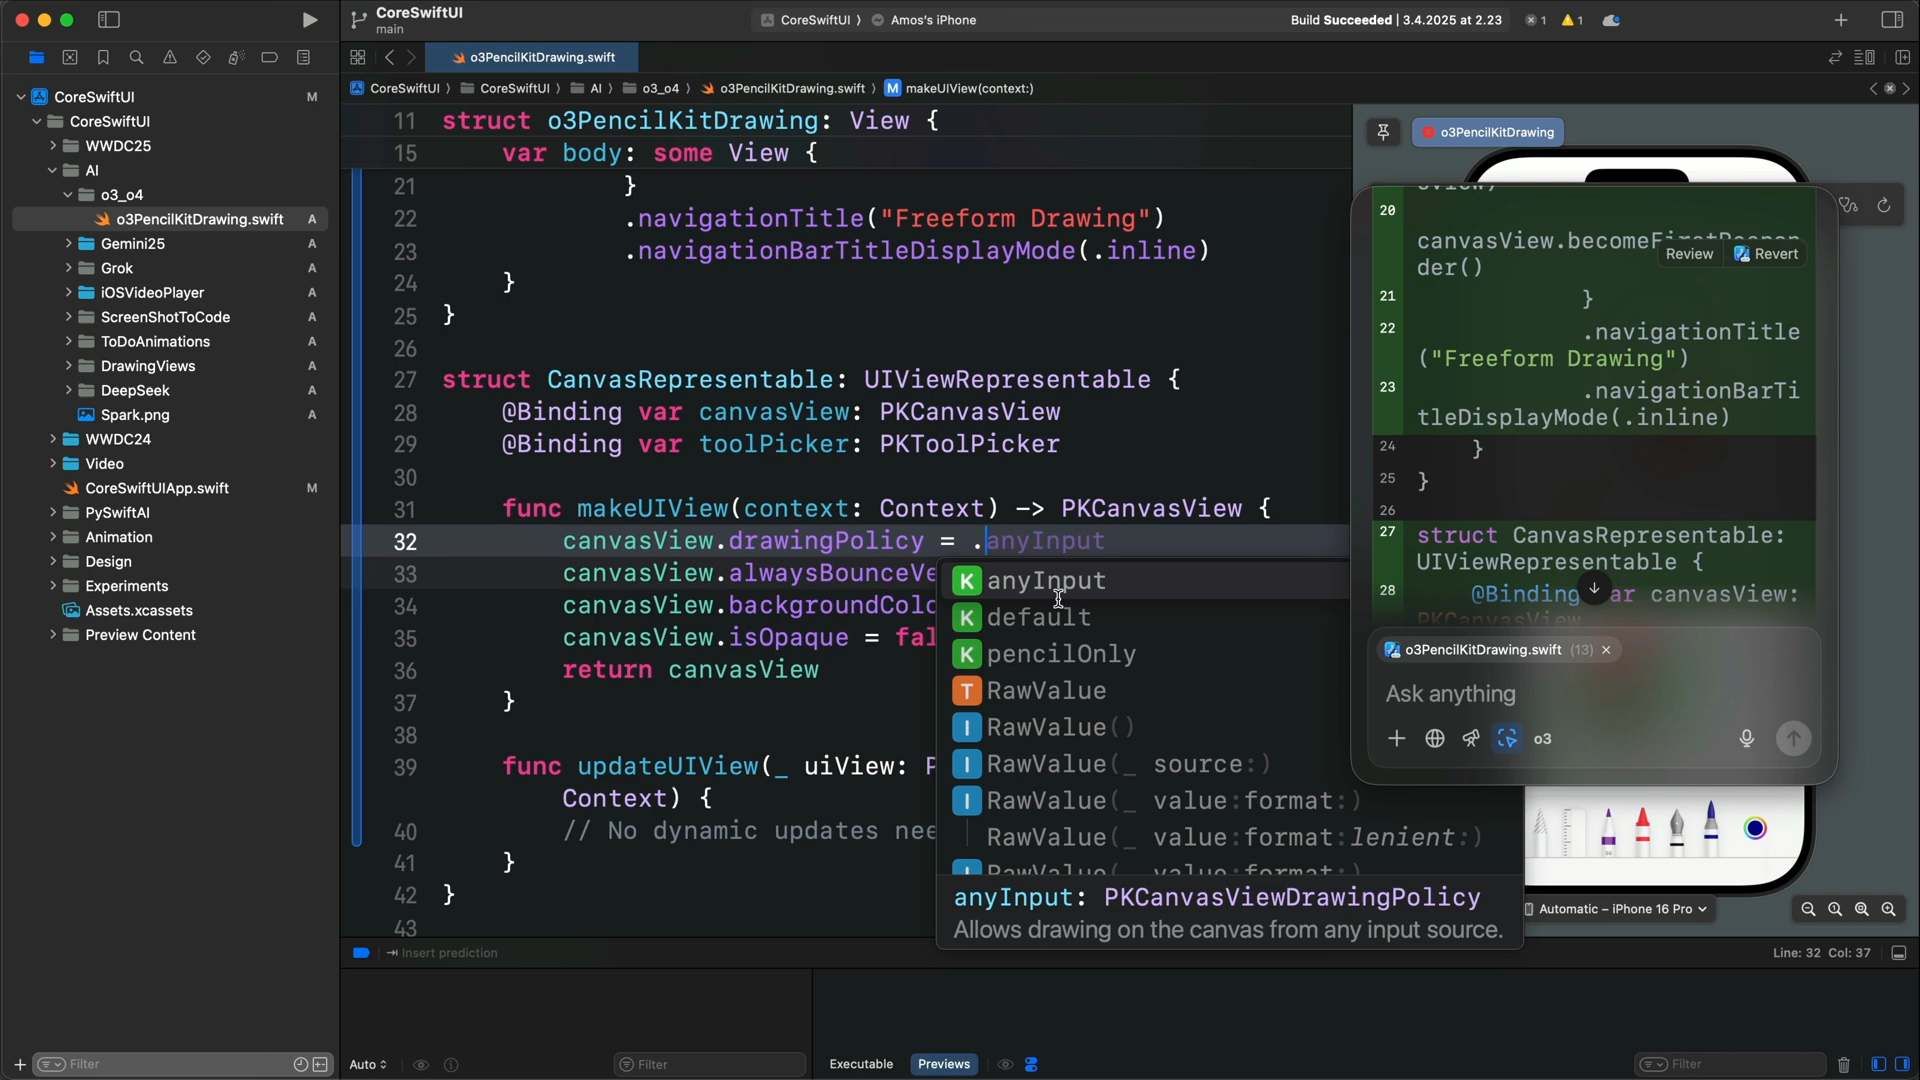 CoreSwiftUI
main
CoreSwiftUI
Amos's iPhone
Build Succeeded | 3.4.2025 at 2.23
1
1
o3PencilKitDrawing.swift
CoreSwiftUI
CoreSwiftUI
AI
o3_o4
o3PencilKitDrawing.swift
M makeUIView(context:)
CoreSwiftUI M
CoreSwiftUI
WWDC25
AI
o3_o4
o3PencilKitDrawing.swift A
Gemini25 A
Grok A
iOSVideoPlayer A
ScreenShotToCode A
ToDoAnimations A
DrawingViews A
DeepSeek A
Spark.png A
WWDC24
Video
CoreSwiftUIApp.swift M
PySwiftAI
Animation
Design
Experiments
Assets.xcassets
Preview Content
Filter
11 struct o3PencilKitDrawing: View {
15 var body: some View {
21 }
22 .navigationTitle("Freeform Drawing")
23 .navigationBarTitleDisplayMode(.inline)
24 }
25 }
26
27 struct CanvasRepresentable: UIViewRepresentable {
28 @Binding var canvasView: PKCanvasView
29 @Binding var toolPicker: PKToolPicker
30
31 func makeUIView(context: Context) -> PKCanvasView {
32 canvasView.drawingPolicy = .anyInput
33 canvasView.alwaysBounceVe
34 canvasView.backgroundColo
35 canvasView.isOpaque = fal
36 return canvasView
37 }
38
39 func updateUIView(_ uiView: P
Context) {
40 // No dynamic updates nee
41 }
42 }
43
K anyInput
K default
K pencilOnly
T RawValue
I RawValue()
I RawValue(_ source:)
I RawValue(_ value:format:)
RawValue(_ value:format:lenient:)
I RawValue(_ value:format:)
anyInput: PKCanvasViewDrawingPolicy
Allows drawing on the canvas from any input source.
o3PencilKitDrawing
20
canvasView.becomeFirstRespon
der()
Review
Revert
21 }
22 .navigationTitle
("Freeform Drawing")
23 .navigationBarTi
tleDisplayMode(.inline)
24 }
25 }
26
27 struct CanvasRepresentable:
UIViewRepresentable {
28 @Binding var canvasView:
PKCanvasView
o3PencilKitDrawing.swift (13)
Ask anything
o3
Automatic – iPhone 16 Pro
Insert prediction
Line: 32 Col: 37
Auto
Filter
Executable
Previews
Filter